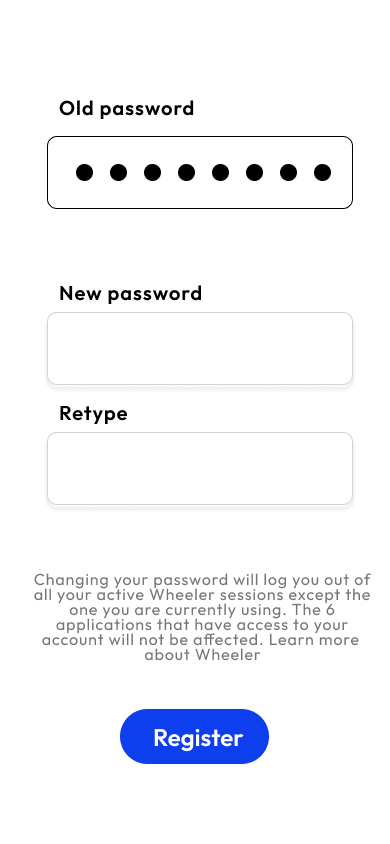 Old password
New password
Retype
Changing your password will log you out of
all your active Wheeler sessions except the
one you are currently using. The 6
applications that have access to your
account will not be affected. Learn more
about Wheeler
Register